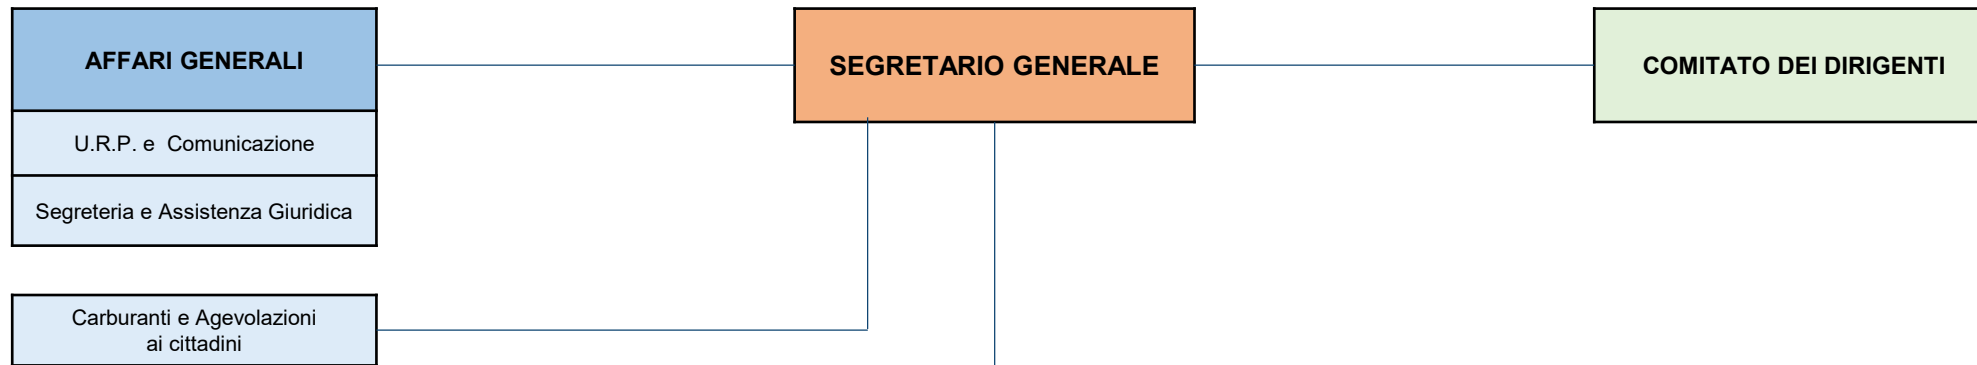 AFFARI GENERALI
SEGRETARIO GENERALE
COMITATO DEI DIRIGENTI
U.R.P. e  Comunicazione
Segreteria e Assistenza Giuridica
Carburanti e Agevolazioni
ai cittadini